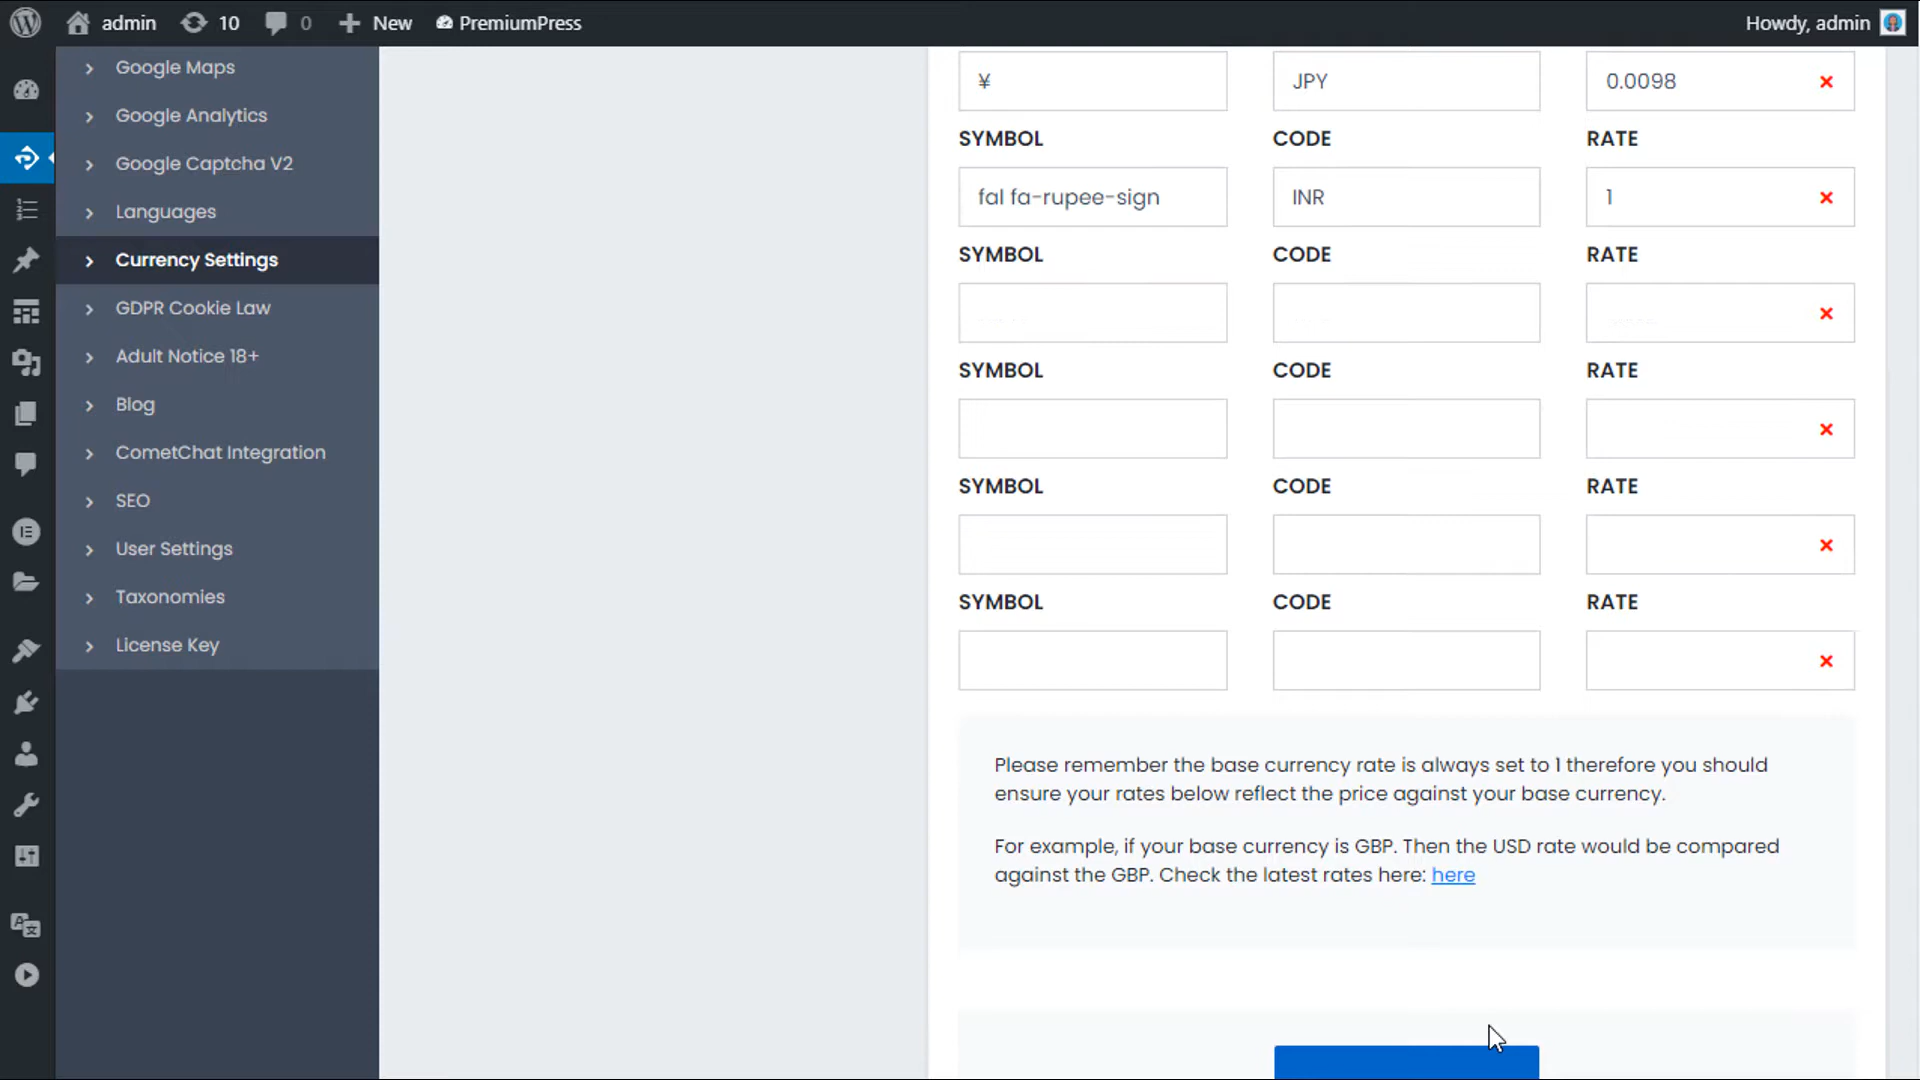 admin
10
0
New
PremiumPress
Howdy, admin
Google Maps
Google Analytics
Google Captcha V2
Languages
Currency Settings
GDPR Cookie Law
Adult Notice 18+
Blog
CometChat Integration
SEO
User Settings
Taxonomies
License Key
¥ JPY 0.0098
SYMBOL CODE RATE
fal fa-rupee-sign INR 1
SYMBOL CODE RATE
SYMBOL CODE RATE
SYMBOL CODE RATE
SYMBOL CODE RATE
Please remember the base currency rate is always set to 1 therefore you should
ensure your rates below reflect the price against your base currency.
For example, if your base currency is GBP. Then the USD rate would be compared
against the GBP. Check the latest rates here: here